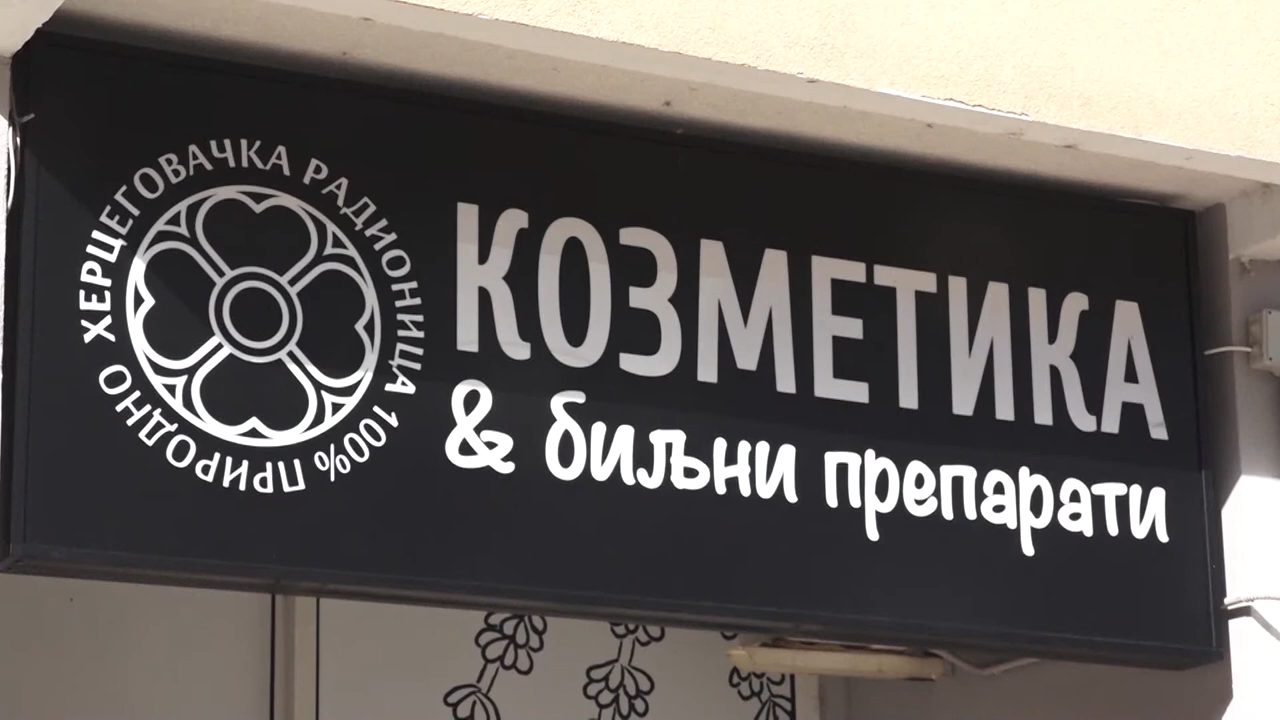 ХЕРЦЕГОВАЧКА РАДИОНИЦА 100% ПРИРОДНО
КОЗМЕТИКА
& биљни препарати